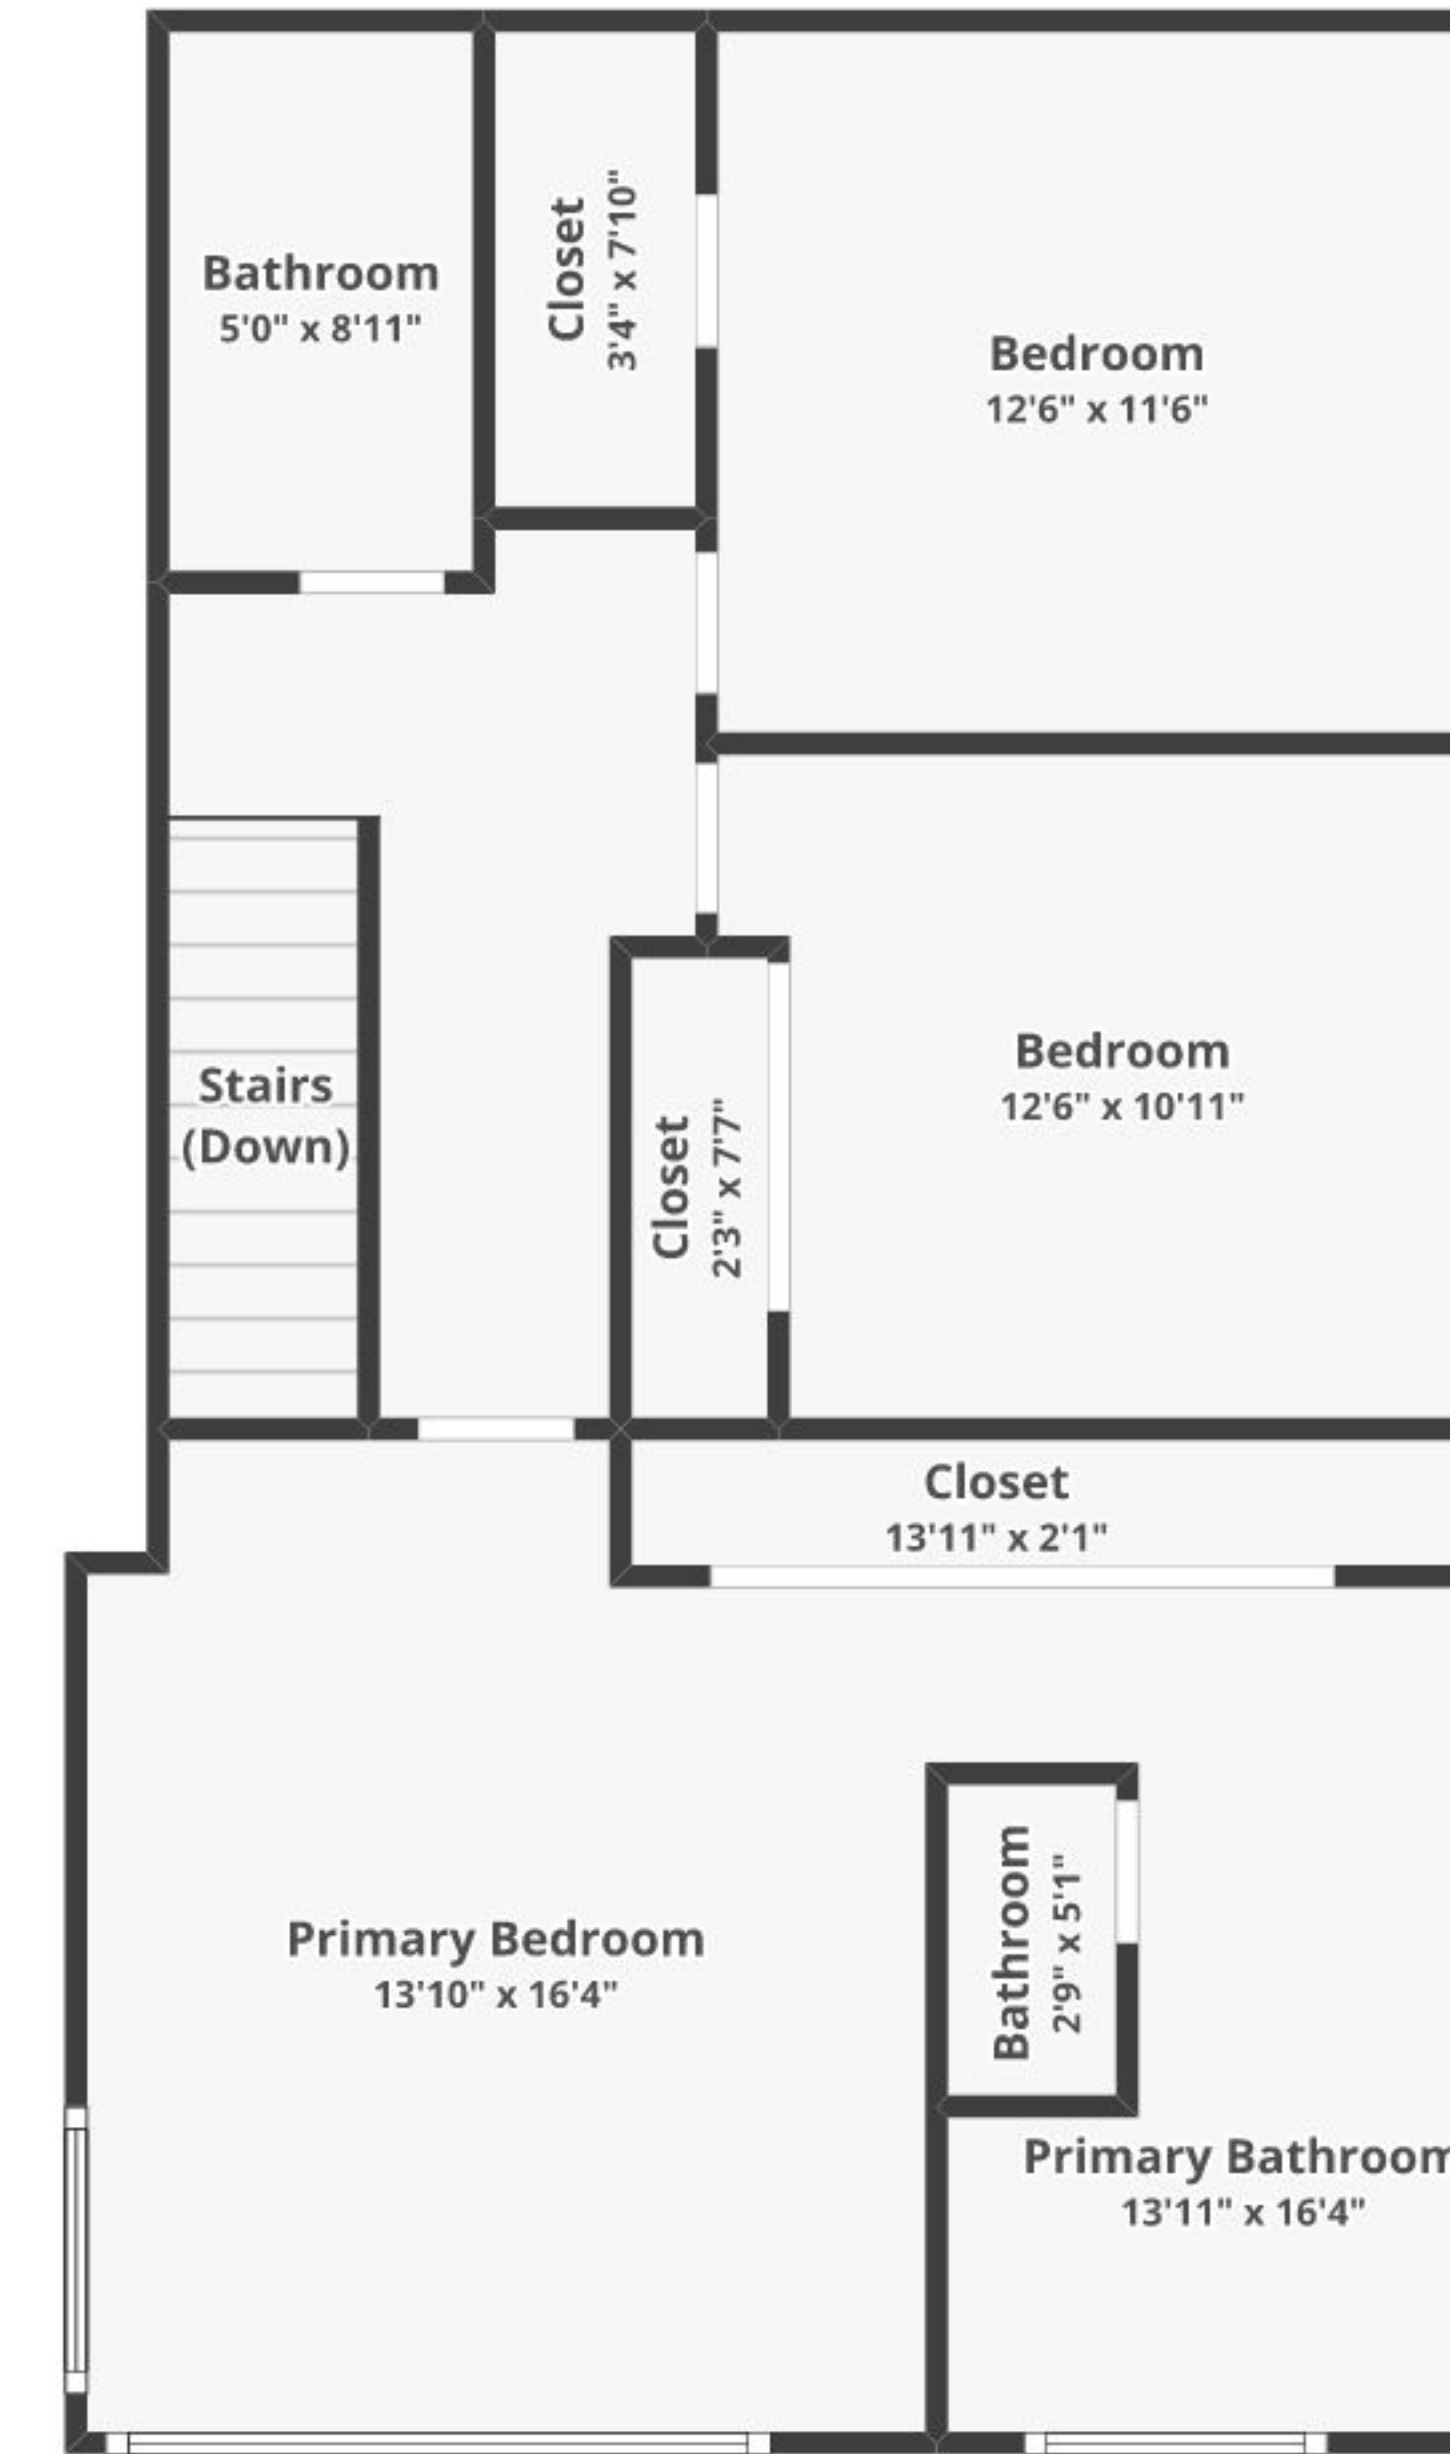 Bathroom
5'0" x 8'11"
Closet
3'4" x 7'10"
Bedroom
12'6" x 11'6"
Stairs
(Down)
Closet
2'3" x 7'7"
Bedroom
12'6" x 10'11"
Closet
13'11" x 2'1"
Primary Bedroom
13'10" x 16'4"
Bathroom
2'9" x 5'1"
Primary Bathroom
13'11" x 16'4"